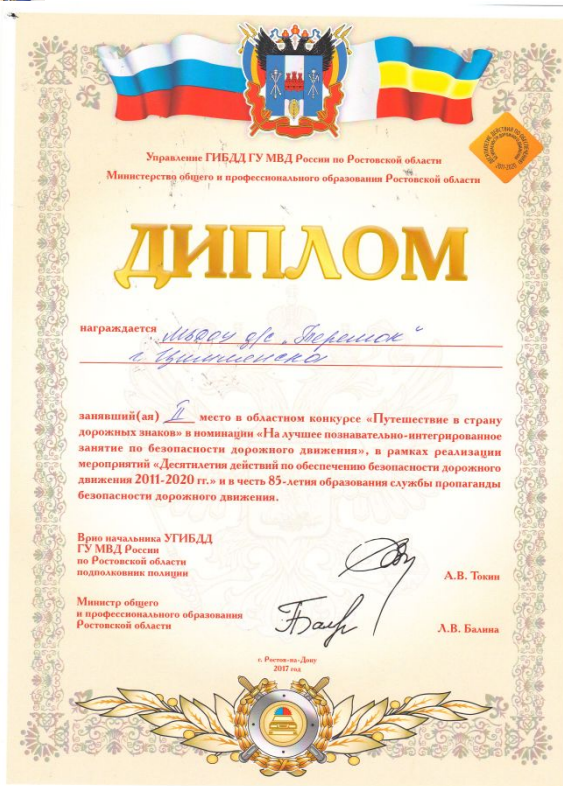 Управление ГИБДД ГУ МВД России по Ростовской области
Министерство общего и профессионального образования Ростовской области
ДИПЛОМ
награждается МБДОУ д/с „Теремок“
г. Цимлянска
занявший(ая) II место в областном конкурсе «Путешествие в страну
дорожных знаков» в номинации «На лучшее познавательно-интегрированное
занятие по безопасности дорожного движения», в рамках реализации
мероприятий «Десятилетия действий по обеспечению безопасности дорожного
движения 2011-2020 гг.» и в честь 85-летия образования службы пропаганды
безопасности дорожного движения.
Врио начальника УГИБДД
ГУ МВД России
по Ростовской области
подполковник полиции
А.В. Токин
Министр общего
и профессионального образования
Ростовской области
Л.В. Балина
г. Ростов-на-Дону
2017 год